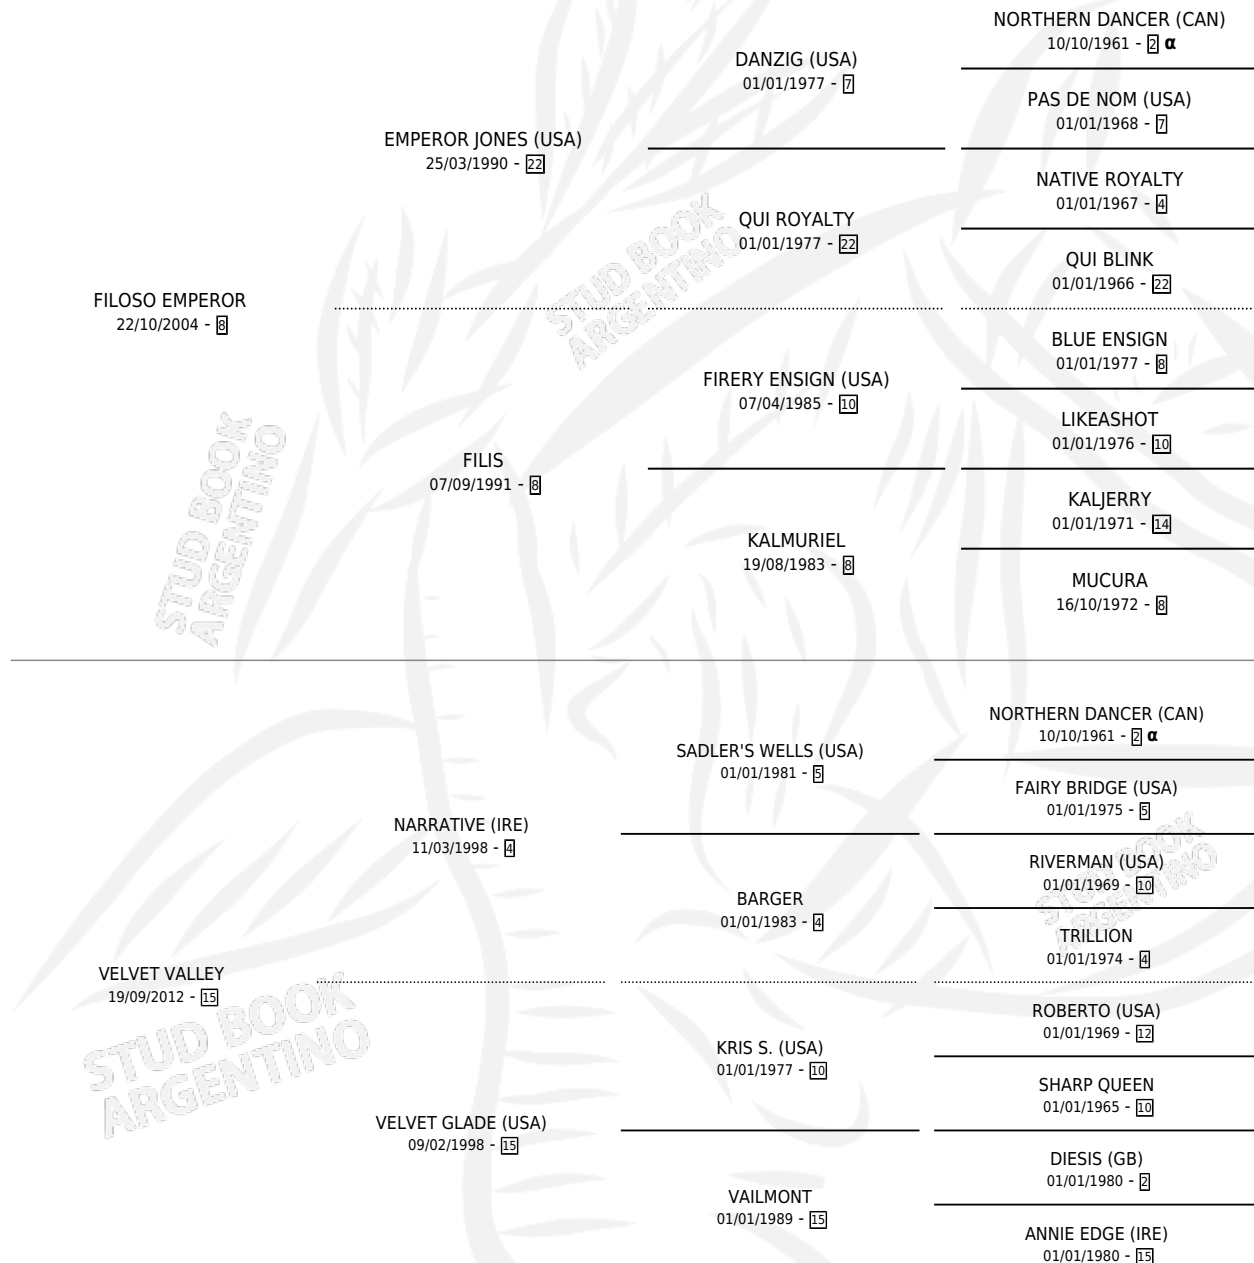 NORTHERN DANCER (CAN)
10/10/1961 - 2 α
DANZIG (USA)
01/01/1977 - 7
PAS DE NOM (USA)
01/01/1968 - 7
EMPEROR JONES (USA)
25/03/1990 - 22
NATIVE ROYALTY
01/01/1967 - 4
QUI ROYALTY
01/01/1977 - 22
QUI BLINK
01/01/1966 - 22
FILOSO EMPEROR
22/10/2004 - 8
BLUE ENSIGN
01/01/1977 - 8
FIRERY ENSIGN (USA)
07/04/1985 - 10
LIKEASHOT
01/01/1976 - 10
FILIS
07/09/1991 - 8
KALJERRY
01/01/1971 - 14
KALMURIEL
19/08/1983 - 8
MUCURA
16/10/1972 - 8
STUD BOOK
ARGENTINO
STUD BOOK
ARGENTINO
NORTHERN DANCER (CAN)
10/10/1961 - 2 α
SADLER'S WELLS (USA)
01/01/1981 - 5
FAIRY BRIDGE (USA)
01/01/1975 - 5
NARRATIVE (IRE)
11/03/1998 - 4
RIVERMAN (USA)
01/01/1969 - 10
BARGER
01/01/1983 - 4
TRILLION
01/01/1974 - 4
VELVET VALLEY
19/09/2012 - 15
ROBERTO (USA)
01/01/1969 - 12
KRIS S. (USA)
01/01/1977 - 10
SHARP QUEEN
01/01/1965 - 10
VELVET GLADE (USA)
09/02/1998 - 15
DIESIS (GB)
01/01/1980 - 2
VAILMONT
01/01/1989 - 15
ANNIE EDGE (IRE)
01/01/1980 - 15
STUD BOOK
ARGENTINO
STUD BOOK
ARGENTINO